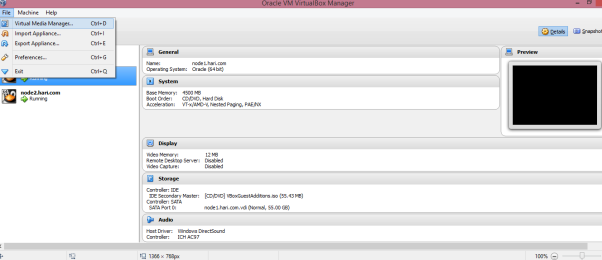 Oracle VM VirtualBox Manager
File Machine Help
Virtual Media Manager... Ctrl+D
Import Appliance... Ctrl+I
Export Appliance... Ctrl+E
Preferences... Ctrl+G
Exit Ctrl+Q
Details Snapshot
Running
node2.hari.com
Running
General
Name: node1.hari.com
Operating System: Oracle (64 bit)
Preview
System
Base Memory: 4500 MB
Boot Order: CD/DVD, Hard Disk
Acceleration: VT-x/AMD-V, Nested Paging, PAE/NX
Display
Video Memory: 12 MB
Remote Desktop Server: Disabled
Video Capture: Disabled
Storage
Controller: IDE
IDE Secondary Master: [CD/DVD] VBoxGuestAdditions.iso (55.43 MB)
Controller: SATA
SATA Port 0: node1.hari.com.vdi (Normal, 55.00 GB)
Audio
Host Driver: Windows DirectSound
Controller: ICH AC97
1366 × 768px
100%